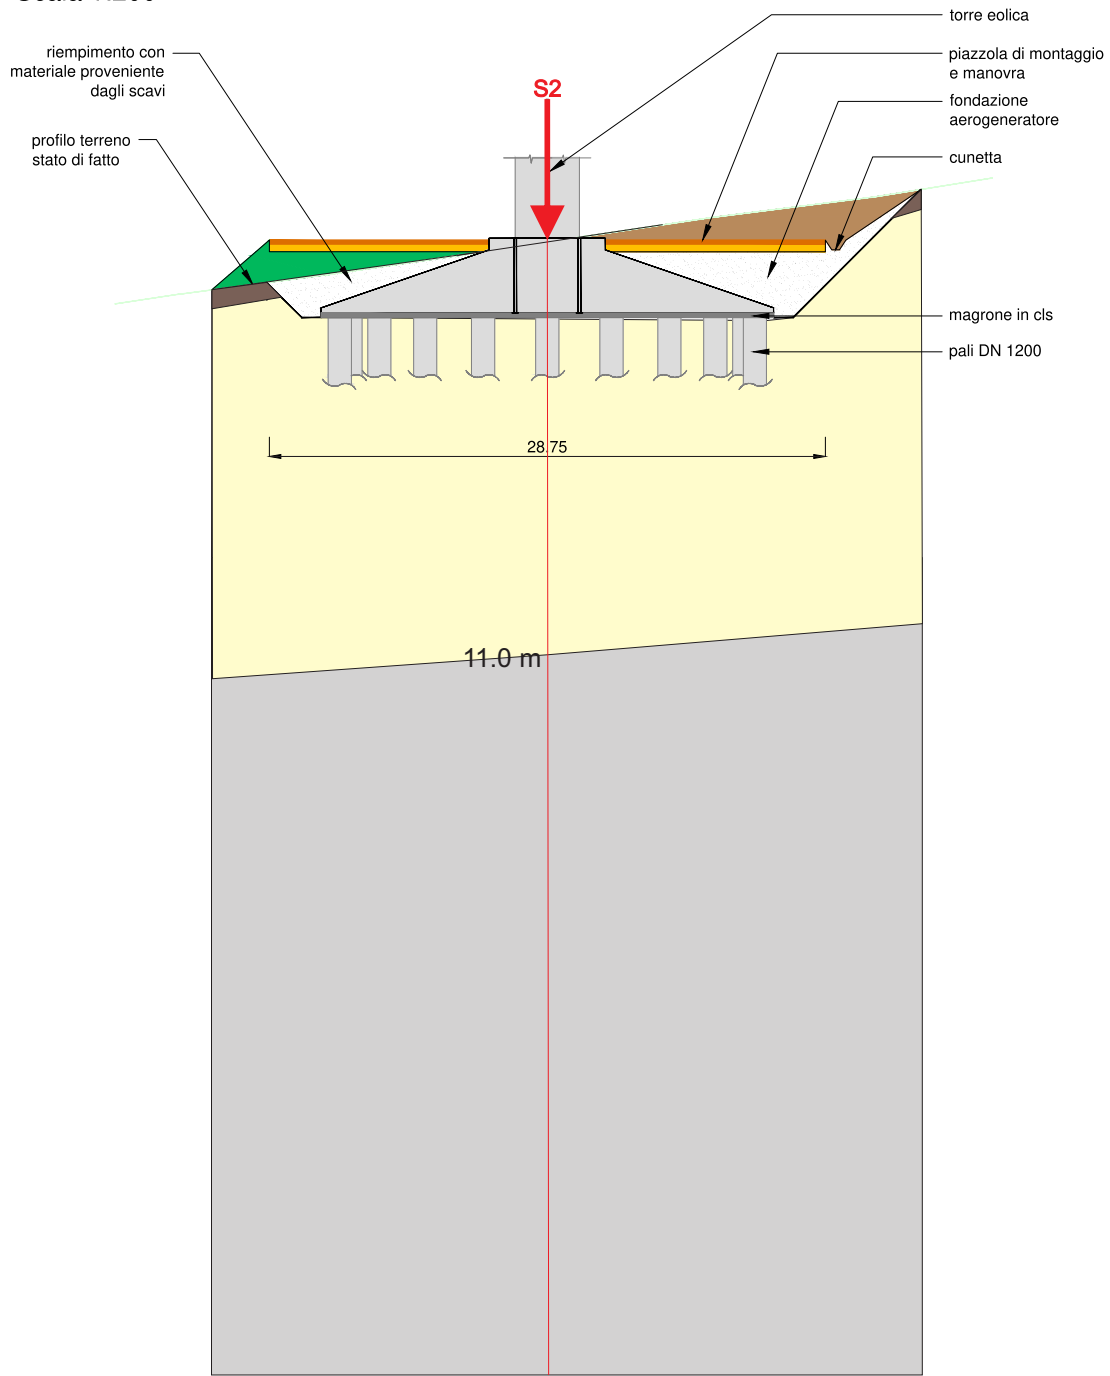 riempimento con
materiale proveniente
dagli scavi
profilo terreno
stato di fatto
S2
torre eolica
piazzola di montaggio
e manovra
fondazione
aerogeneratore
cunetta
magrone in cls
pali DN 1200
28.75
11.0 m